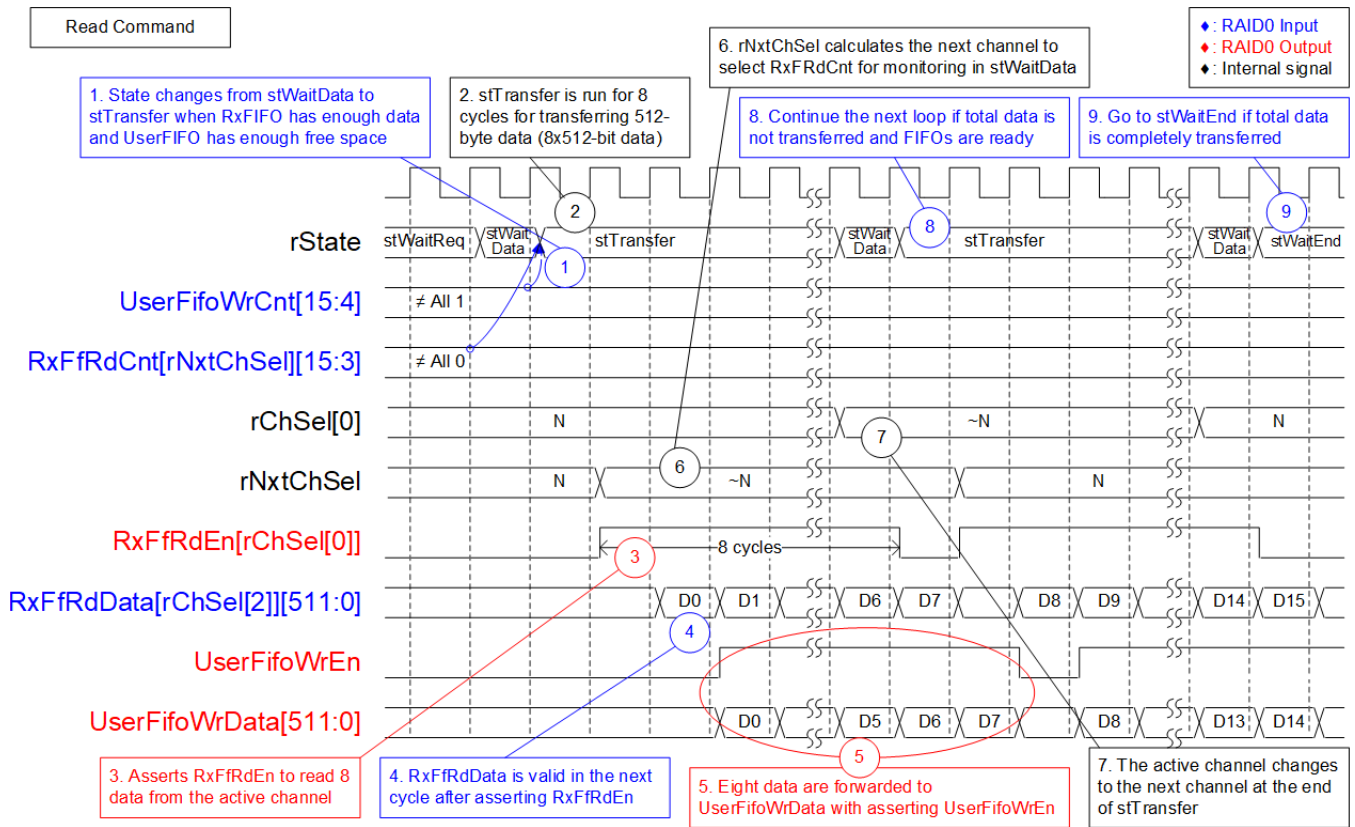 Read Command
♦: RAID0 Input
♦: RAID0 Output
♦: Internal signal
6. rNxtChSel calculates the next channel to
select RxFRdCnt for monitoring in stWaitData
1. State changes from stWaitData to
stTransfer when RxFIFO has enough data
and UserFIFO has enough free space
2. stTransfer is run for 8
cycles for transferring 512-
byte data (8x512-bit data)
8. Continue the next loop if total data is
not transferred and FIFOs are ready
9. Go to stWaitEnd if total data
is completely transferred
2
8
9
rState
stWaitReq
stWait
Data
stTransfer
stWait
Data
stTransfer
stWait
Data
stWaitEnd
1
UserFifoWrCnt[15:4]
≠ All 1
RxFfRdCnt[rNxtChSel][15:3]
≠ All 0
rChSel[0]
N
~N
N
7
rNxtChSel
N
6
~N
N
RxFfRdEn[rChSel[0]]
3
8 cycles
RxFfRdData[rChSel[2]][511:0]
D0 D1 D6 D7 D8 D9 D14 D15
4
UserFifoWrEn
UserFifoWrData[511:0]
D0 D5 D6 D7 D8 D13 D14
5
3. Asserts RxFfRdEn to read 8
data from the active channel
4. RxFfRdData is valid in the next
cycle after asserting RxFfRdEn
5. Eight data are forwarded to
UserFifoWrData with asserting UserFifoWrEn
7. The active channel changes
to the next channel at the end
of stTransfer